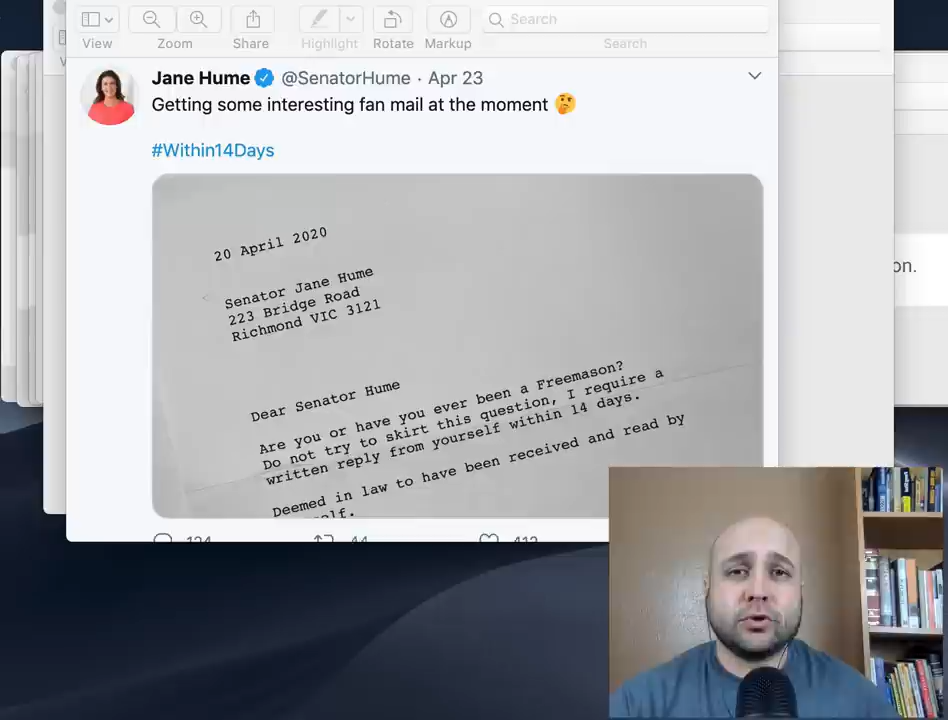 View
Zoom
Share
Highlight
Rotate
Markup
Search
Search
Jane Hume @SenatorHume · Apr 23
Getting some interesting fan mail at the moment 🤔
#Within14Days
20 April 2020
Senator Jane Hume
223 Bridge Road
Richmond VIC 3121
Dear Senator Hume
Are you or have you ever been a Freemason?
Do not try to skirt this question, I require a
written reply from yourself within 14 days.
Deemed in law to have been received and read by
on.